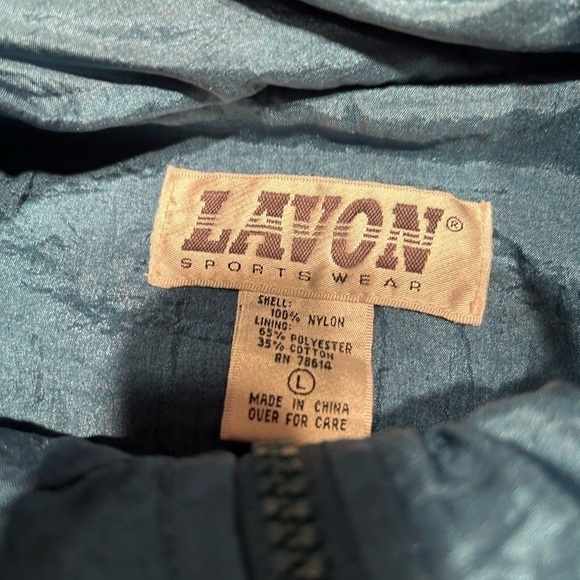 LAVON®
SPORTS WEAR
SHELL:
100% NYLON
LINING:
65% POLYESTER
35% COTTON
RN 78614
L
MADE IN CHINA
OVER FOR CARE